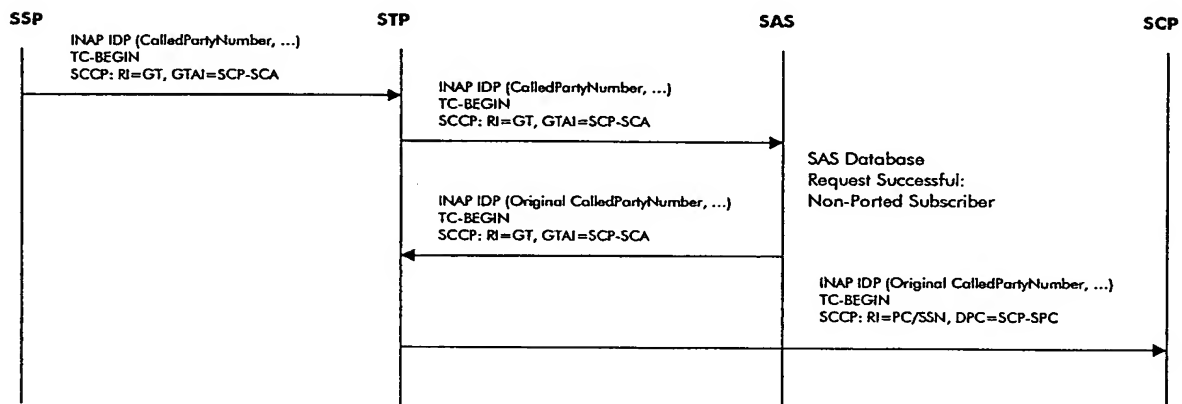 SSP
STP
SAS
SCP
INAP IDP (CalledPartyNumber, ...)
TC-BEGIN
SCCP: RI=GT, GTAI=SCP-SCA
INAP IDP (CalledPartyNumber, ...)
TC-BEGIN
SCCP: RI=GT, GTAI=SCP-SCA
SAS Database
Request Successful:
Non-Ported Subscriber
INAP IDP (Original CalledPartyNumber, ...)
TC-BEGIN
SCCP: RI=GT, GTAI=SCP-SCA
INAP IDP (Original CalledPartyNumber, ...)
TC-BEGIN
SCCP: RI=PC/SSN, DPC=SCP-SPC